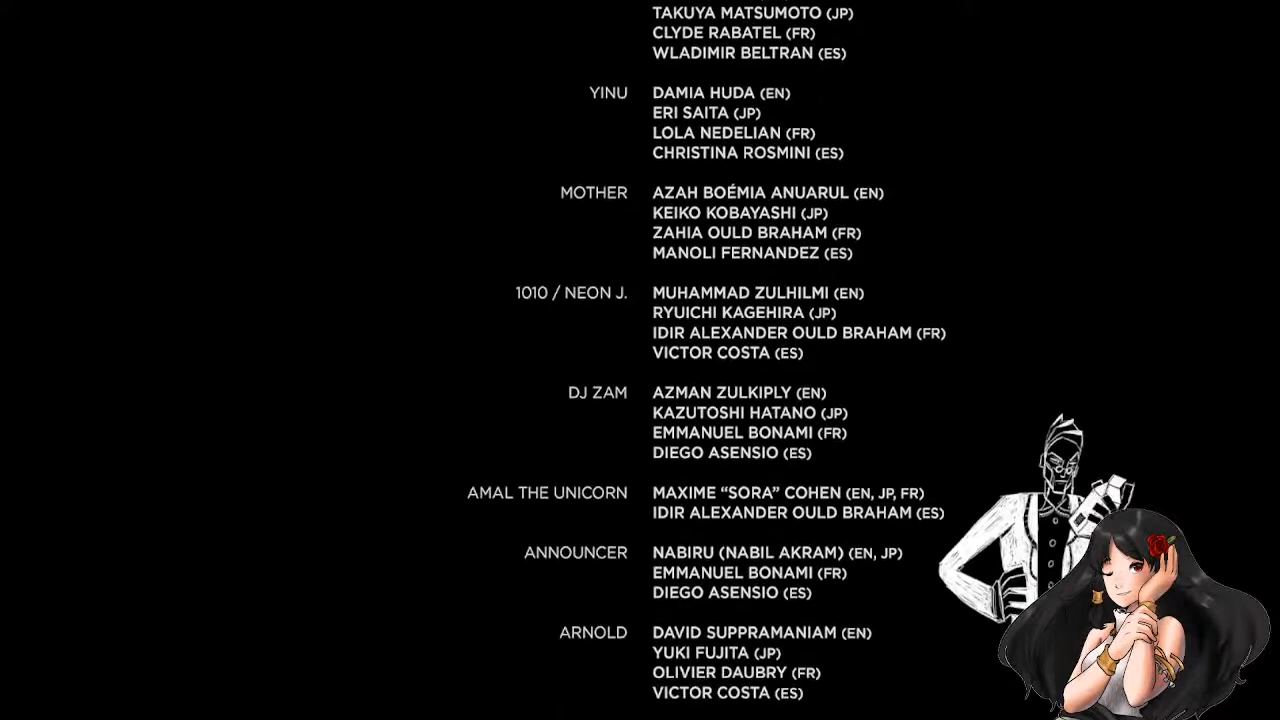 TAKUYA MATSUMOTO (JP)
CLYDE RABATEL (FR)
WLADIMIR BELTRAN (ES)
YINU DAMIA HUDA (EN)
ERI SAITA (JP)
LOLA NEDELIAN (FR)
CHRISTINA ROSMINI (ES)
MOTHER AZAH BOÉMIA ANUARUL (EN)
KEIKO KOBAYASHI (JP)
ZAHIA OULD BRAHAM (FR)
MANOLI FERNANDEZ (ES)
1010 / NEON J. MUHAMMAD ZULHILMI (EN)
RYUICHI KAGEHIRA (JP)
IDIR ALEXANDER OULD BRAHAM (FR)
VICTOR COSTA (ES)
DJ ZAM AZMAN ZULKIPLY (EN)
KAZUTOSHI HATANO (JP)
EMMANUEL BONAMI (FR)
DIEGO ASENSIO (ES)
AMAL THE UNICORN MAXIME “SORA” COHEN (EN, JP, FR)
IDIR ALEXANDER OULD BRAHAM (ES)
ANNOUNCER NABIRU (NABIL AKRAM) (EN, JP)
EMMANUEL BONAMI (FR)
DIEGO ASENSIO (ES)
ARNOLD DAVID SUPPRAMANIAM (EN)
YUKI FUJITA (JP)
OLIVIER DAUBRY (FR)
VICTOR COSTA (ES)